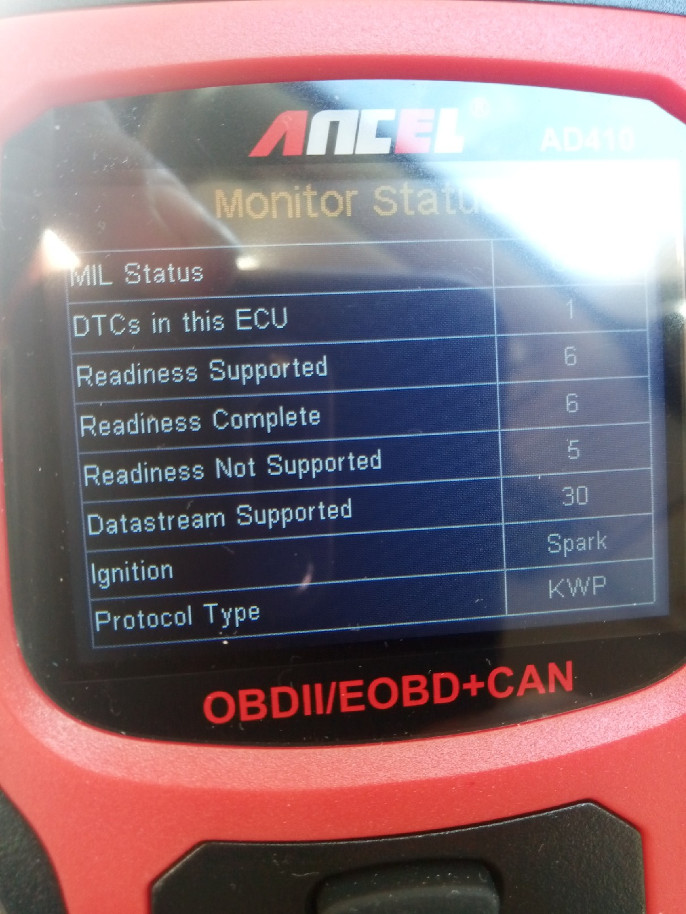 ANCEL ®
AD410
Monitor Status
MIL Status
DTCs in this ECU 1
Readiness Supported 6
Readiness Complete 6
Readiness Not Supported 5
Datastream Supported 30
Ignition Spark
Protocol Type KWP
OBDII/EOBD+CAN